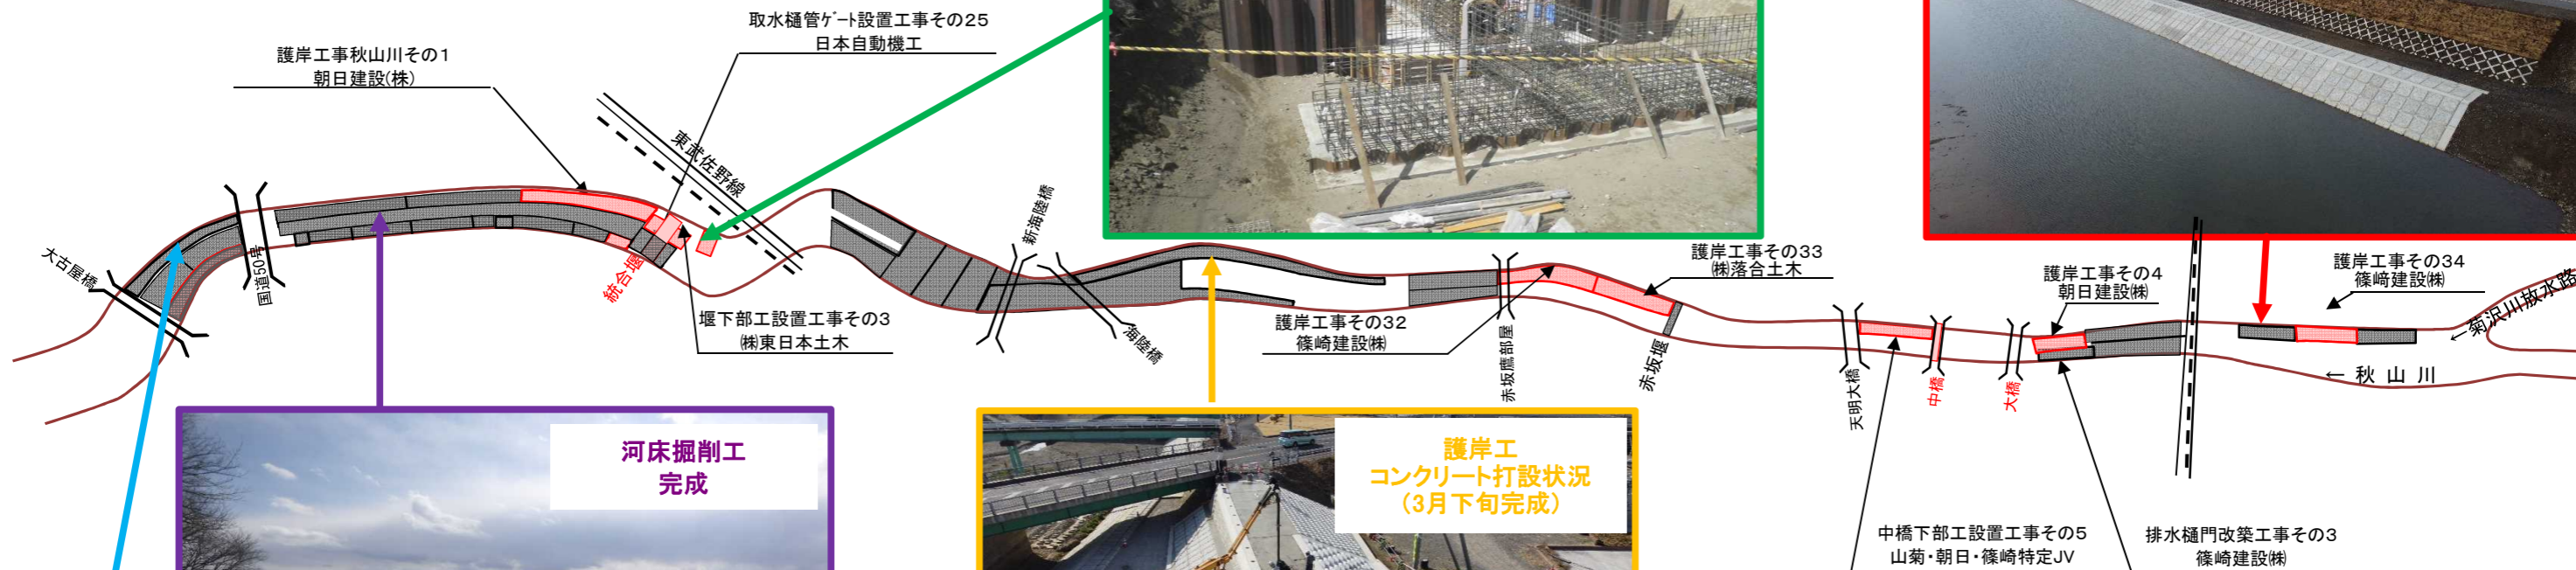 取水樋管ゲート設置工事その25
日本自動機工
護岸工事秋山川その1
朝日建設(株)
東武佐野線
大古屋橋
国道50号
統合堰
堰下部工設置工事その3
㈱東日本土木
新海陸橋
海陸橋
護岸工事その32
篠崎建設㈱
赤坂鷹部屋
護岸工事その33
㈱落合土木
赤坂堰
天明大橋
中橋
大橋
護岸工事その4
朝日建設㈱
護岸工事その34
篠﨑建設㈱
←菊沢川放水路
← 秋 山 川
河床掘削工
完成
護岸工
コンクリート打設状況
(3月下旬完成)
中橋下部工設置工事その5
山菊・朝日・篠崎特定JV
排水樋門改築工事その3
篠崎建設㈱